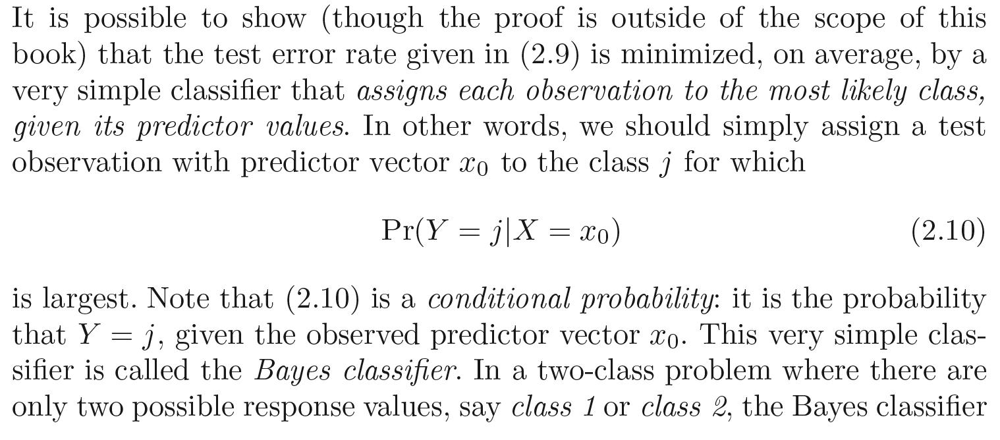 It is possible to show (though the proof is outside of the scope of this
book) that the test error rate given in (2.9) is minimized, on average, by a
very simple classifier that assigns each observation to the most likely class,
given its predictor values. In other words, we should simply assign a test
observation with predictor vector x₀ to the class j for which
Pr(Y = j|X = x₀) (2.10)
is largest. Note that (2.10) is a conditional probability: it is the probability
that Y = j, given the observed predictor vector x₀. This very simple clas-
sifier is called the Bayes classifier. In a two-class problem where there are
only two possible response values, say class 1 or class 2, the Bayes classifier